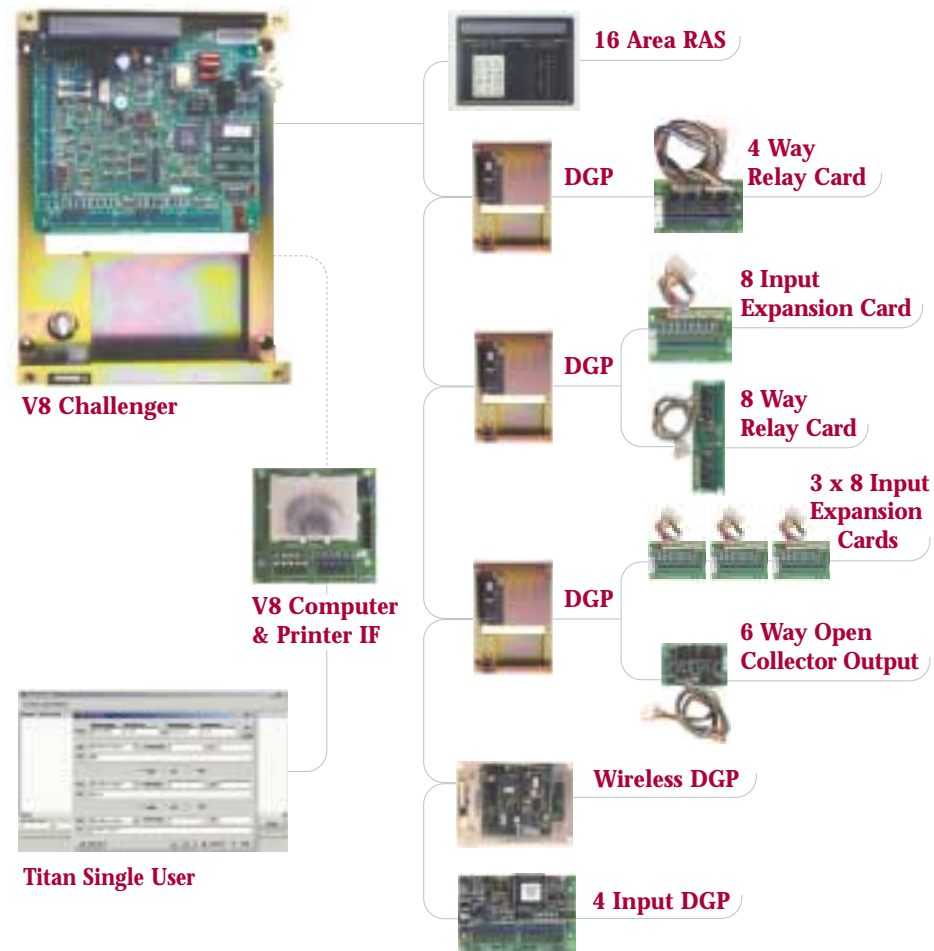 16 Area RAS
DGP
4 Way
Relay Card
8 Input
Expansion Card
DGP
V8 Challenger
8 Way
Relay Card
3 x 8 Input
Expansion
Cards
V8 Computer
& Printer IF
DGP
6 Way Open
Collector Output
Wireless DGP
Titan Single User
4 Input DGP